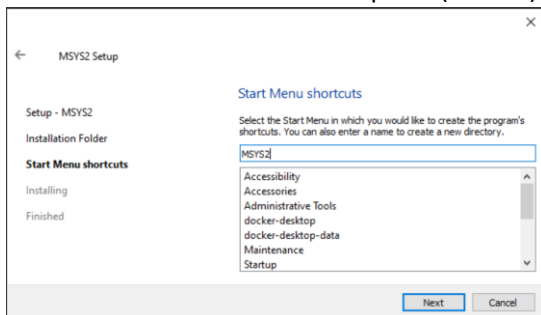 MSYS2 Setup
Setup - MSYS2
Installation Folder
Start Menu shortcuts
Installing
Finished
Start Menu shortcuts
Select the Start Menu in which you would like to create the program's
shortcuts. You can also enter a name to create a new directory.
MSYS2
Accessibility
Accessories
Administrative Tools
docker-desktop
docker-desktop-data
Maintenance
Startup
Next
Cancel